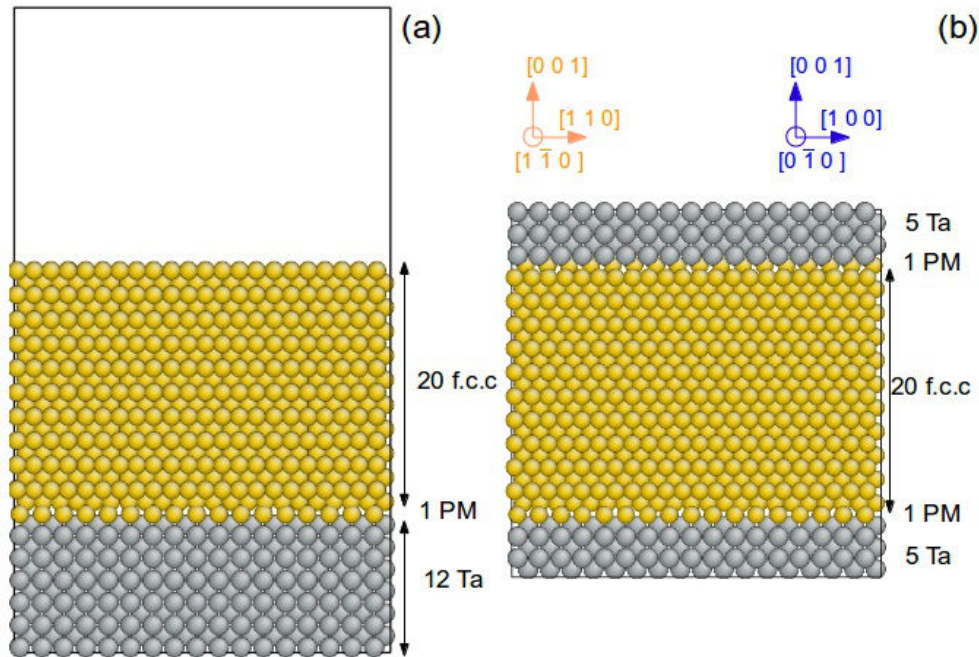 (a)
20 f.c.c
1 PM
12 Ta
(b)
[0 0 1]
[1 1 0]
[1 1̅ 0 ]
[0 0 1]
[1 0 0]
[0 1̅ 0 ]
5 Ta
1 PM
20 f.c.c
1 PM
5 Ta